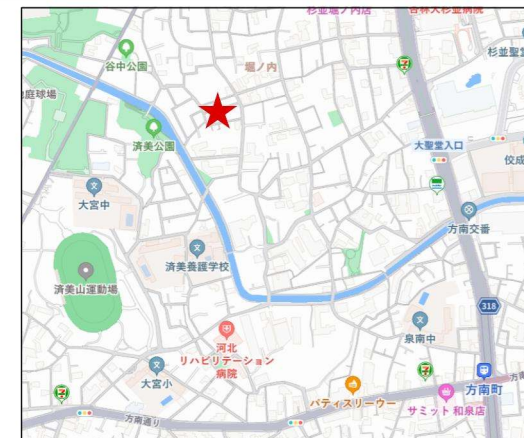 杉並堀ノ内店
杏林大杉並病院
谷中公園
堀ノ内
杉並聖堂
庭球場
済美公園
大聖堂入口
佼成
大宮中
方南交番
済美養護学校
済美山運動場
318
泉南中
河北
リハビリテーション
病院
大宮小
パティスリーウー
方南町
サミット 和泉店
方南通り
方南